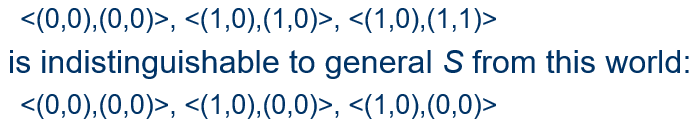 <(0,0),(0,0)>, <(1,0),(1,0)>, <(1,0),(1,1)>
is indistinguishable to general S from this world:
<(0,0),(0,0)>, <(1,0),(0,0)>, <(1,0),(0,0)>